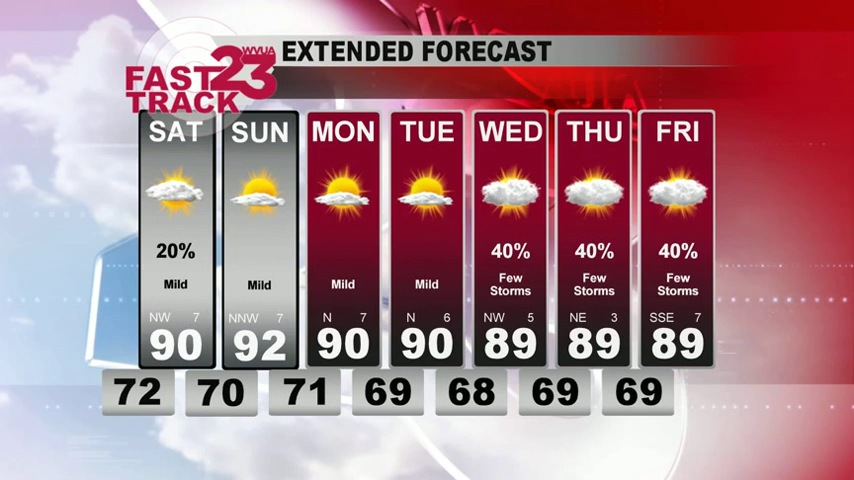 WVUA
23
FAST
TRACK
EXTENDED FORECAST
SAT SUN MON TUE WED THU FRI
20% 40% 40% 40%
Mild Mild Mild Mild Few Storms Few Storms Few Storms
NW 7 NNW 7 N 7 N 6 NW 5 NE 3 SSE 7
90 92 90 90 89 89 89
72 70 71 69 68 69 69